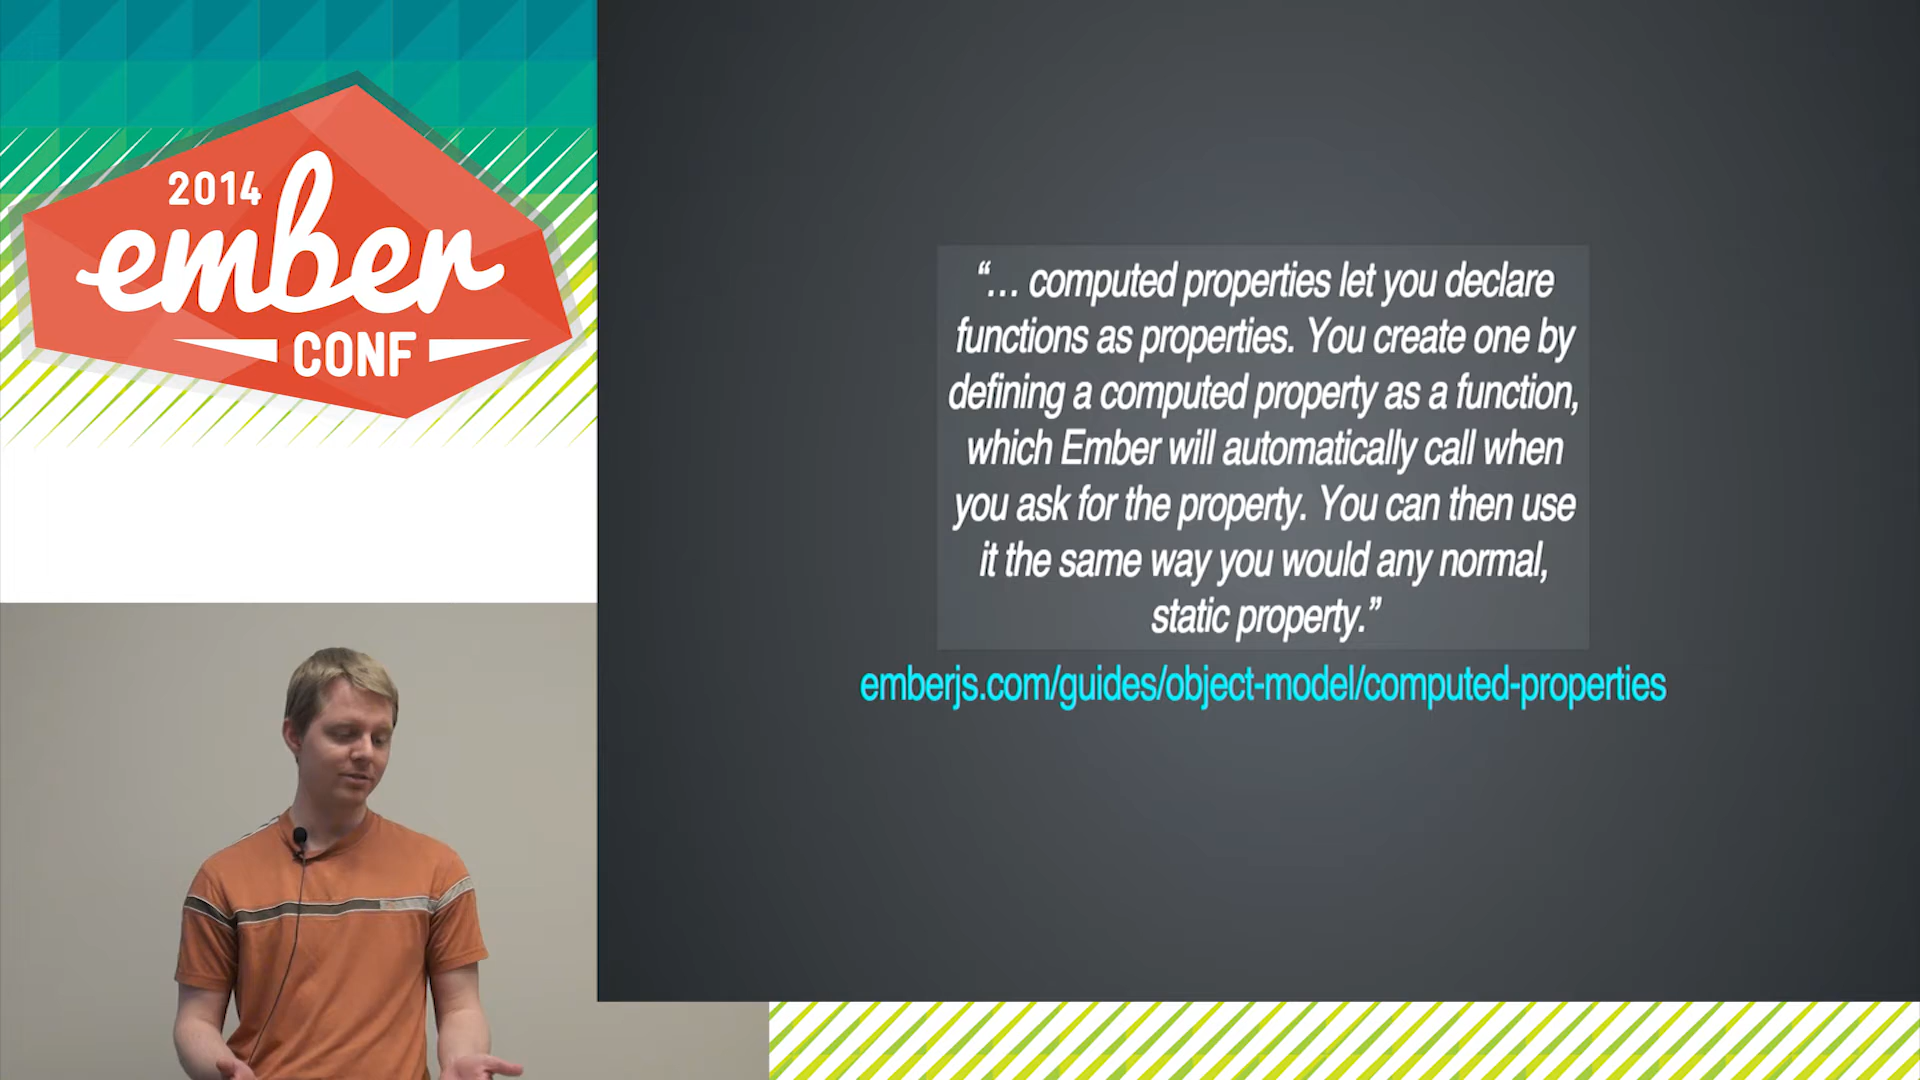 2014
ember
CONF
“... computed properties let you declare
functions as properties. You create one by
defining a computed property as a function,
which Ember will automatically call when
you ask for the property. You can then use
it the same way you would any normal,
static property.”
emberjs.com/guides/object-model/computed-properties